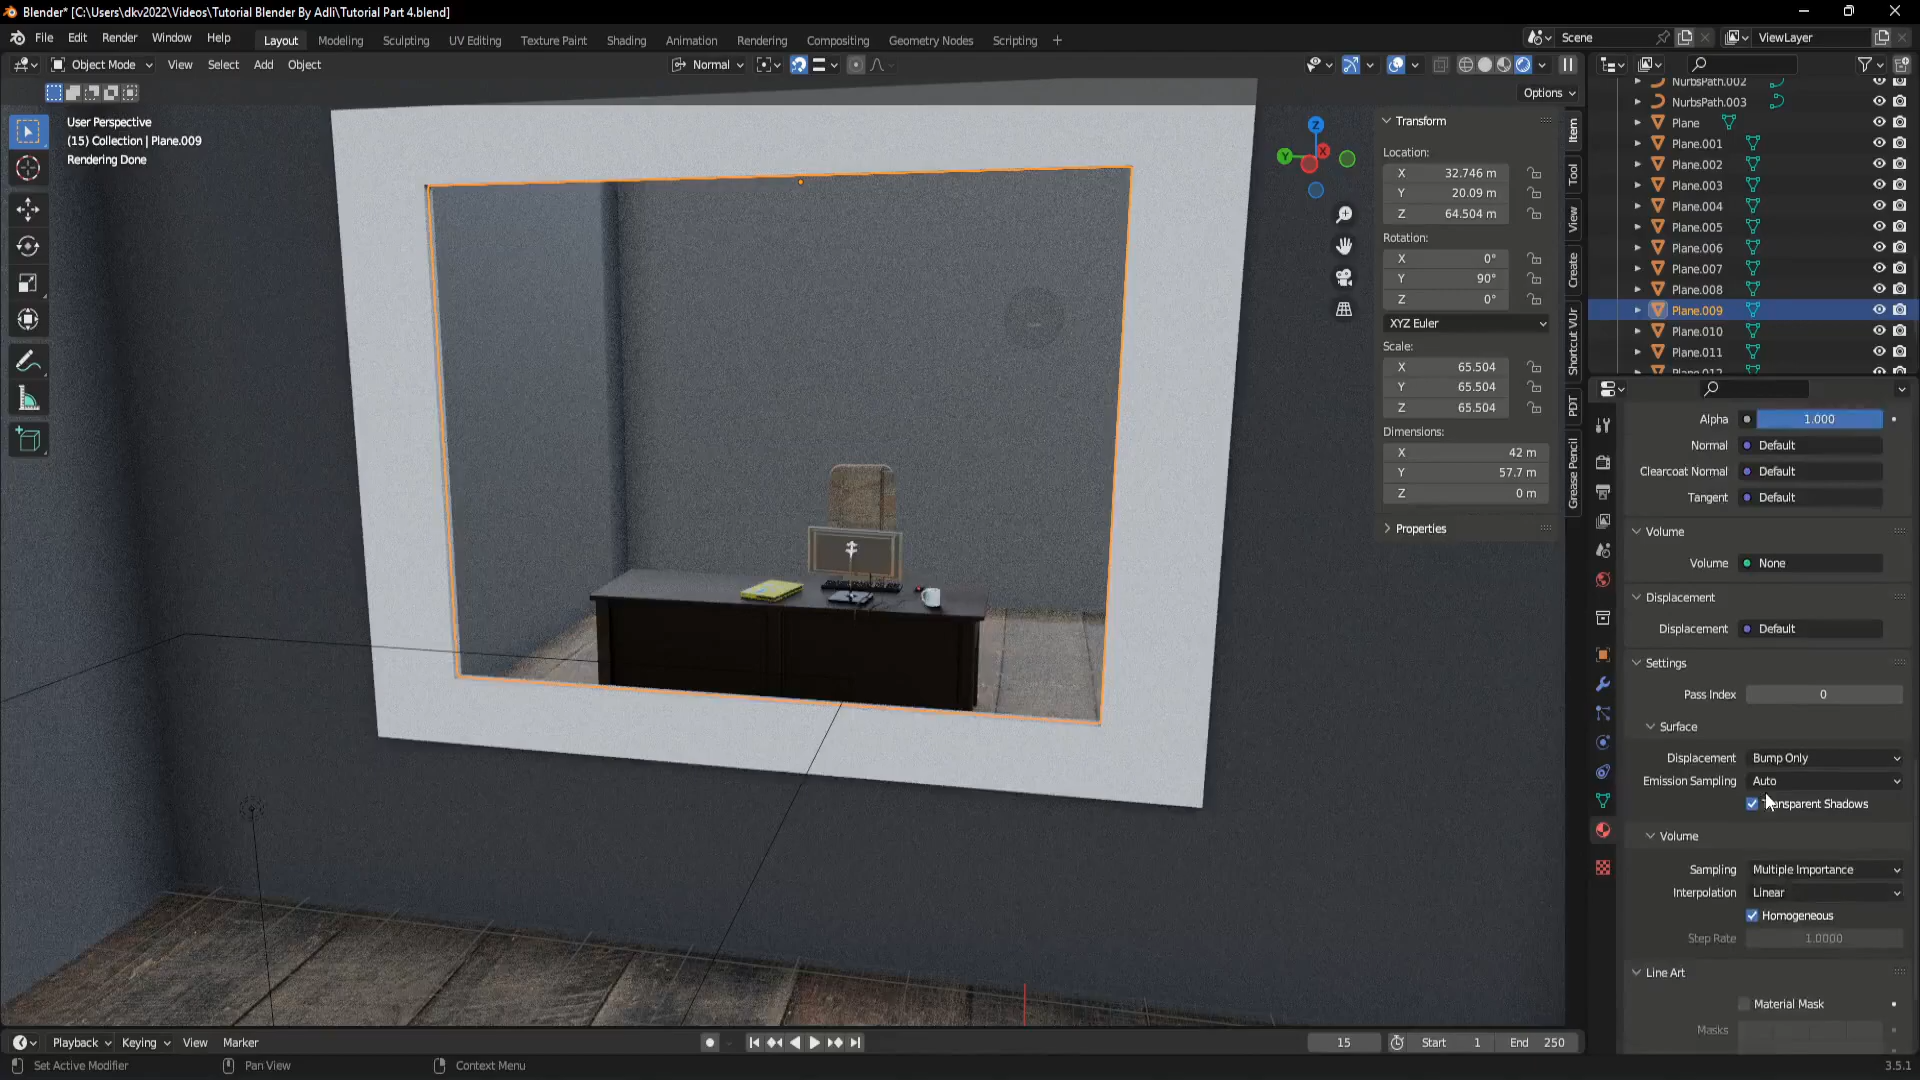 Blender* [C:\Users\dkv2022\Videos\Tutorial Blender By Adli\Tutorial Part 4.blend]
File Edit Render Window Help
Layout Modeling Sculpting UV Editing Texture Paint Shading Animation Rendering Compositing Geometry Nodes Scripting +
Scene
ViewLayer
Object Mode View Select Add Object
Normal
Options
User Perspective
(15) Collection | Plane.009
Rendering Done
Z
Y
X
Transform
Location:
X 32.746 m
Y 20.09 m
Z 64.504 m
Rotation:
X 0°
Y 90°
Z 0°
XYZ Euler
Scale:
X 65.504
Y 65.504
Z 65.504
Dimensions:
X 42 m
Y 57.7 m
Z 0 m
Properties
Item
Tool
View
Create
Shortcut VUr
PDT
Grease Pencil
NurbsPath.002
NurbsPath.003
Plane
Plane.001
Plane.002
Plane.003
Plane.004
Plane.005
Plane.006
Plane.007
Plane.008
Plane.009
Plane.010
Plane.011
Plane.012
Alpha 1.000
Normal Default
Clearcoat Normal Default
Tangent Default
Volume
Volume None
Displacement
Displacement Default
Settings
Pass Index 0
Surface
Displacement Bump Only
Emission Sampling Auto
Shadows
Volume
Sampling Multiple Importance
Interpolation Linear
Homogeneous
Step Rate 1.0000
Line Art
Material Mask
Masks
Playback Keying View Marker
15
Start 1
End 250
Set Active Modifier
Pan View
Context Menu
3.5.1